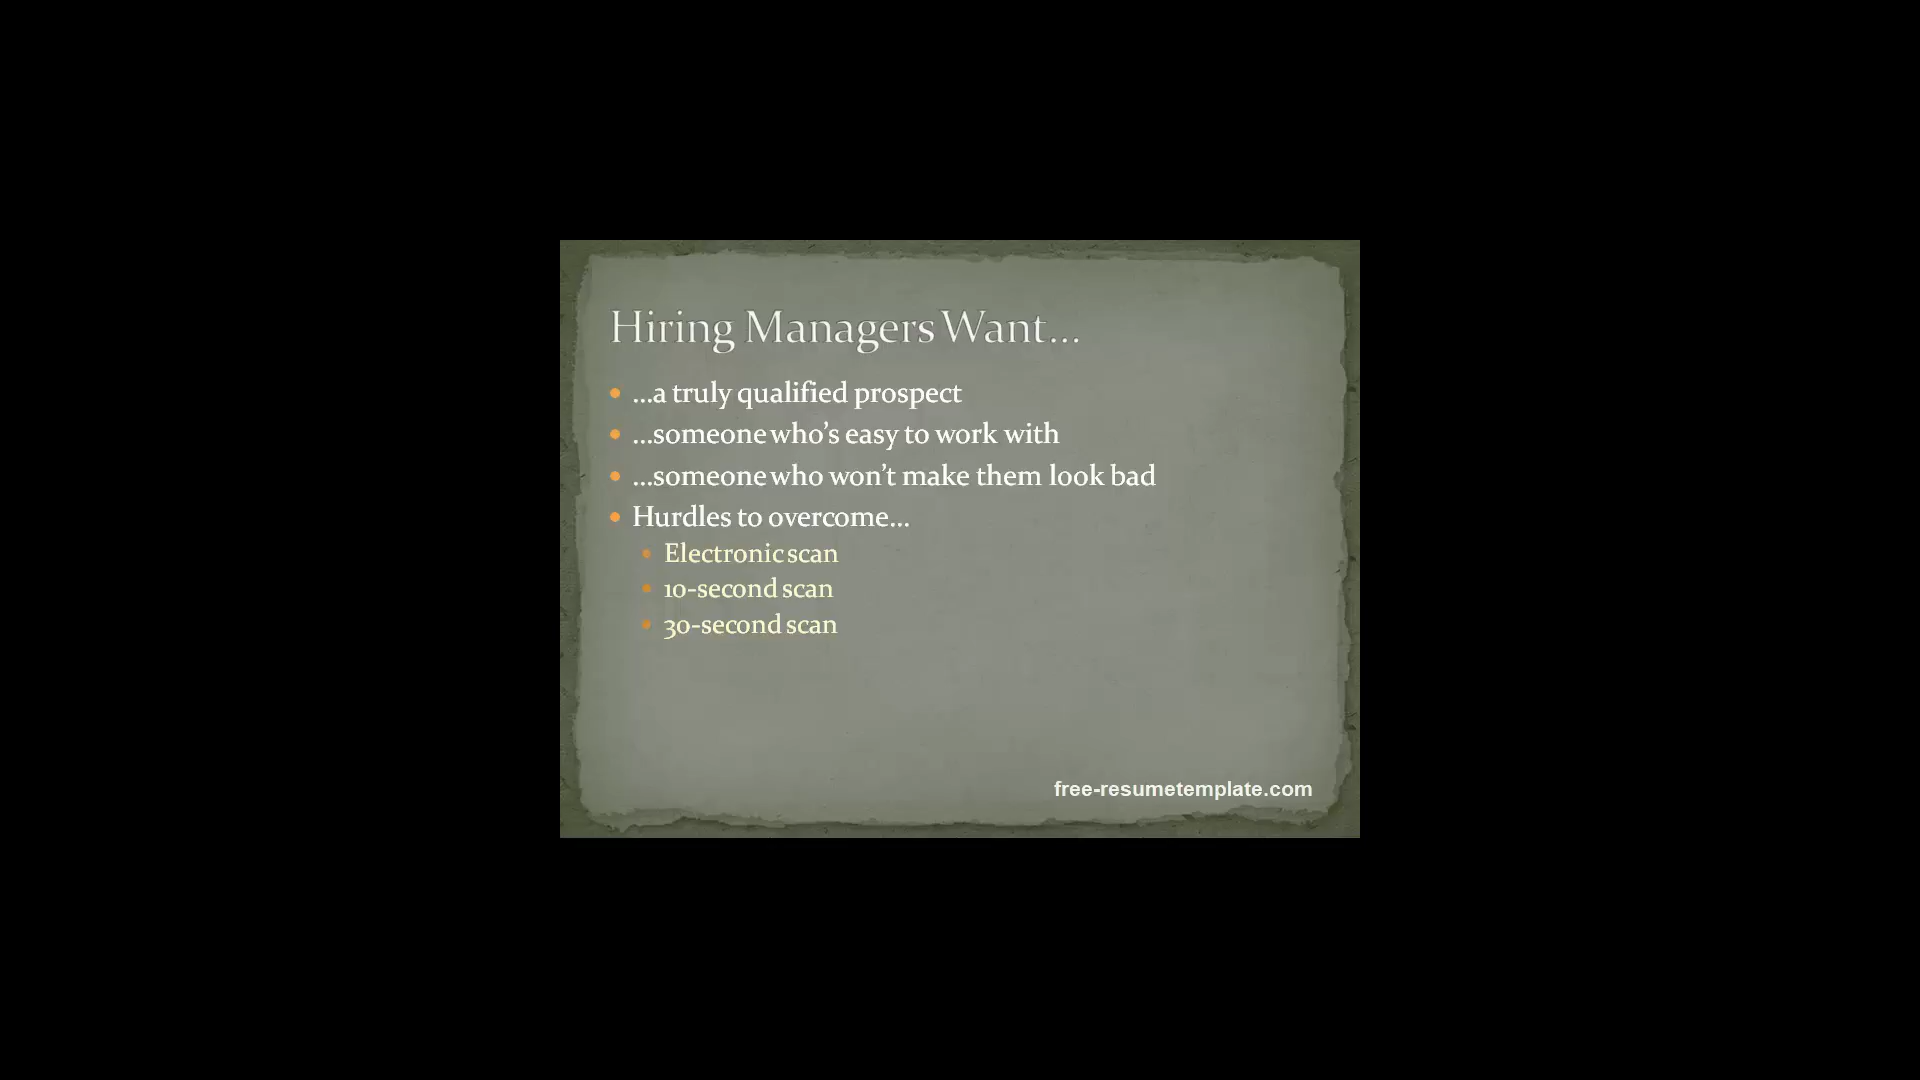 Hiring Managers Want...
...a truly qualified prospect
...someone who's easy to work with
...someone who won't make them look bad
Hurdles to overcome...
Electronic scan
10-second scan
30-second scan
free-resumetemplate.com